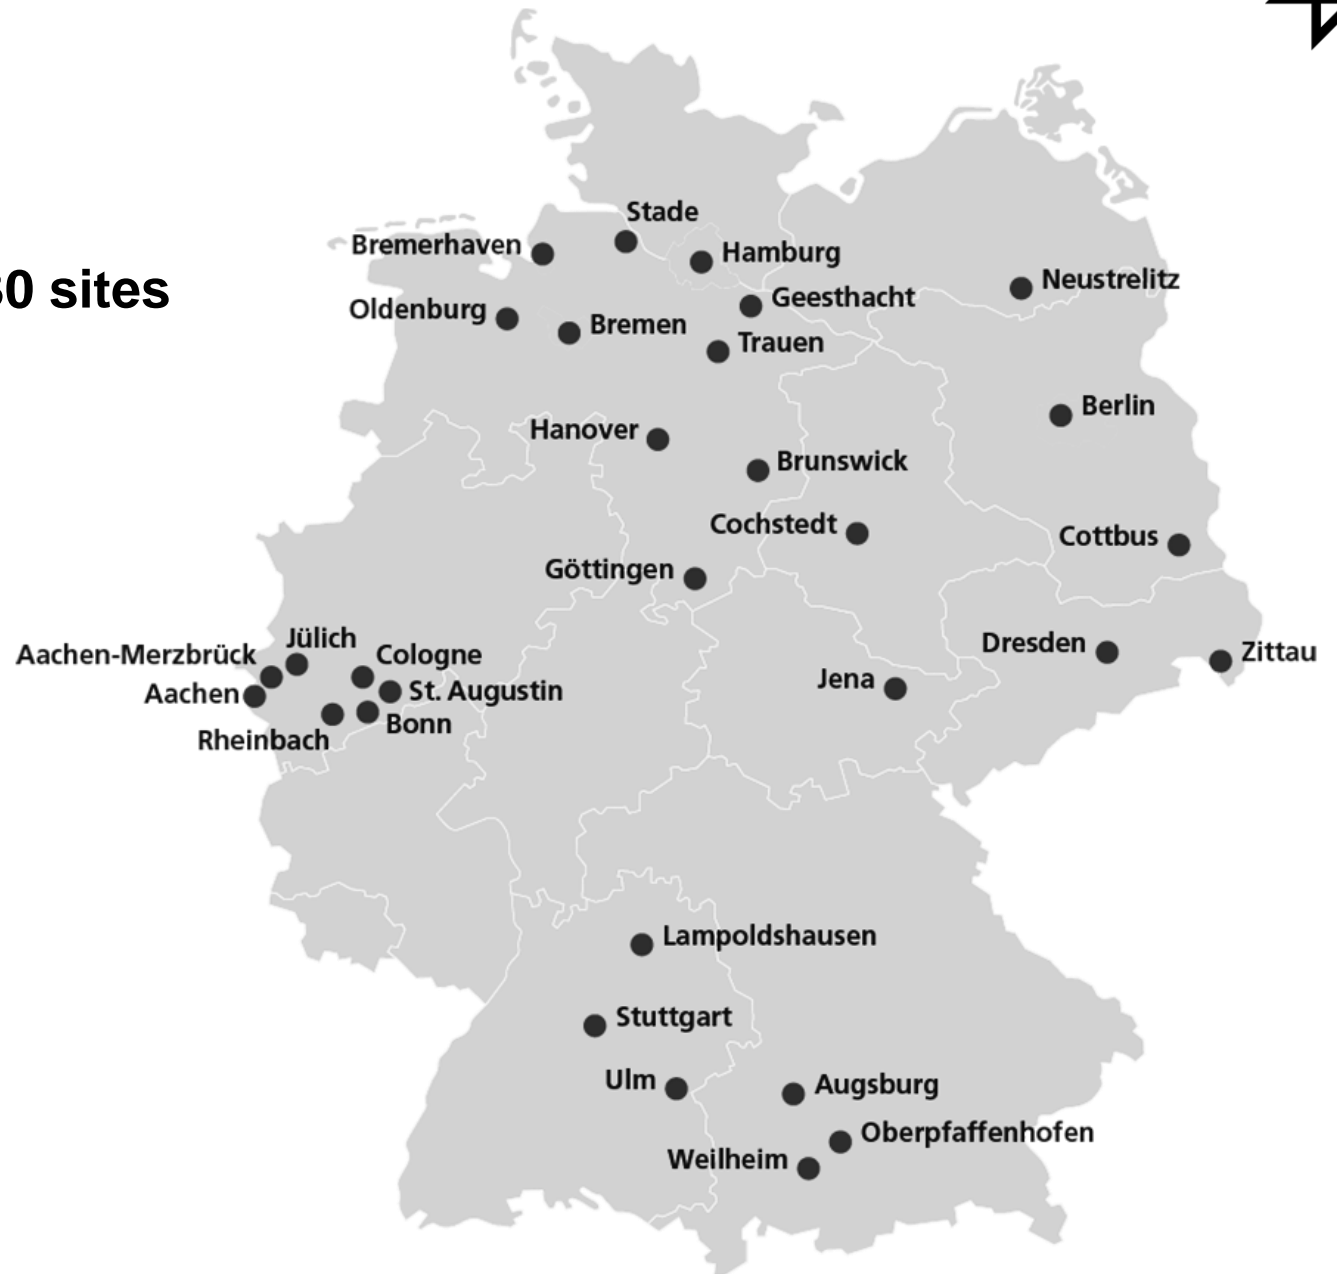 Stade
Bremerhaven
Hamburg
0 sites
Neustrelitz
Geesthacht
Oldenburg
Bremen
Trauen
Berlin
Hanover
Brunswick
Cochstedt
Cottbus
Göttingen
Jülich
Aachen-Merzbrück
Cologne
Dresden
Zittau
Jena
Aachen
St. Augustin
Bonn
Rheinbach
Lampoldshausen
Stuttgart
Ulm
Augsburg
Oberpfaffenhofen
Weilheim